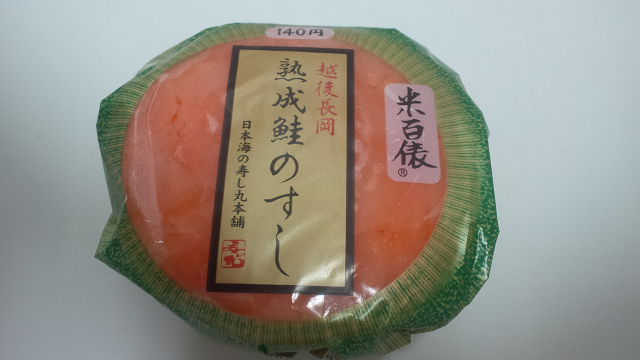 140円
米百俵®
越後長岡
熟成鮭のすし
日本海の寿し丸本舗